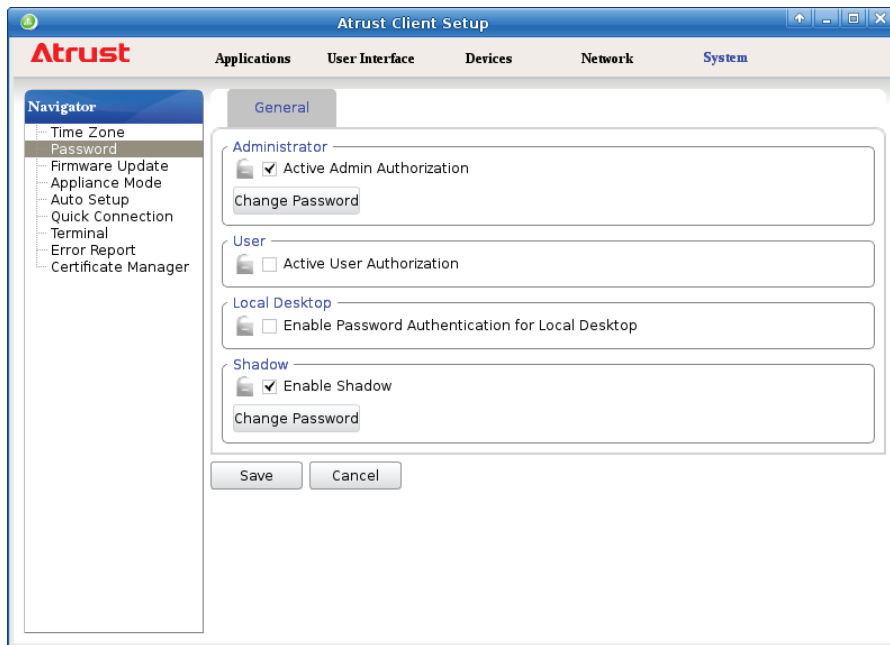 Atrust Client Setup
Atrust
Applications User Interface Devices Network System
Navigator
Time Zone
Password
Firmware Update
Appliance Mode
Auto Setup
Quick Connection
Terminal
Error Report
Certificate Manager
General
Administrator
Active Admin Authorization
Change Password
User
Active User Authorization
Local Desktop
Enable Password Authentication for Local Desktop
Shadow
Enable Shadow
Change Password
Save Cancel